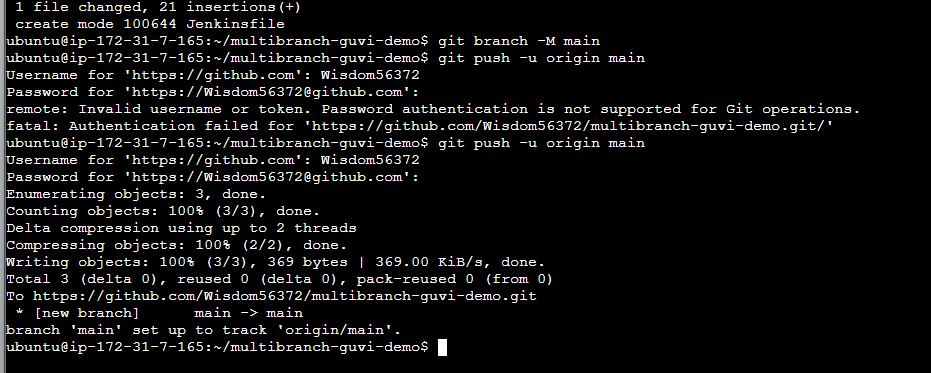 1 file changed, 21 insertions(+)
create mode 100644 Jenkinsfile
ubuntu@ip-172-31-7-165:~/multibranch-guvi-demo$ git branch -M main
ubuntu@ip-172-31-7-165:~/multibranch-guvi-demo$ git push -u origin main
Username for 'https://github.com': Wisdom56372
Password for 'https://Wisdom56372@github.com':
remote: Invalid username or token. Password authentication is not supported for Git operations.
fatal: Authentication failed for 'https://github.com/Wisdom56372/multibranch-guvi-demo.git/'
ubuntu@ip-172-31-7-165:~/multibranch-guvi-demo$ git push -u origin main
Username for 'https://github.com': Wisdom56372
Password for 'https://Wisdom56372@github.com':
Enumerating objects: 3, done.
Counting objects: 100% (3/3), done.
Delta compression using up to 2 threads
Compressing objects: 100% (2/2), done.
Writing objects: 100% (3/3), 369 bytes | 369.00 KiB/s, done.
Total 3 (delta 0), reused 0 (delta 0), pack-reused 0 (from 0)
To https://github.com/Wisdom56372/multibranch-guvi-demo.git
 * [new branch]      main -> main
branch 'main' set up to track 'origin/main'.
ubuntu@ip-172-31-7-165:~/multibranch-guvi-demo$